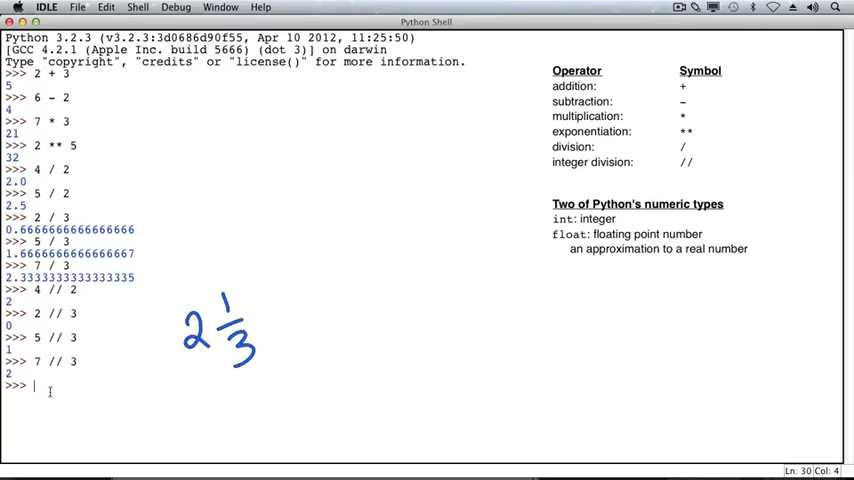 IDLE File Edit Shell Debug Window Help
Python Shell
Python 3.2.3 (v3.2.3:3d0686d90f55, Apr 10 2012, 11:25:50)
[GCC 4.2.1 (Apple Inc. build 5666) (dot 3)] on darwin
Type "copyright", "credits" or "license()" for more information.
>>> 2 + 3
5
>>> 6 - 2
4
>>> 7 * 3
21
>>> 2 ** 5
32
>>> 4 / 2
2.0
>>> 5 / 2
2.5
>>> 2 / 3
0.6666666666666666
>>> 5 / 3
1.6666666666666667
>>> 7 / 3
2.3333333333333335
>>> 4 // 2
2
>>> 2 // 3
0
>>> 5 // 3
1
>>> 7 // 3
2
>>>
2 1/3
Operator Symbol
addition: +
subtraction: -
multiplication: *
exponentiation: **
division: /
integer division: //
Two of Python's numeric types
int: integer
float: floating point number
an approximation to a real number
Ln: 30 Col: 4